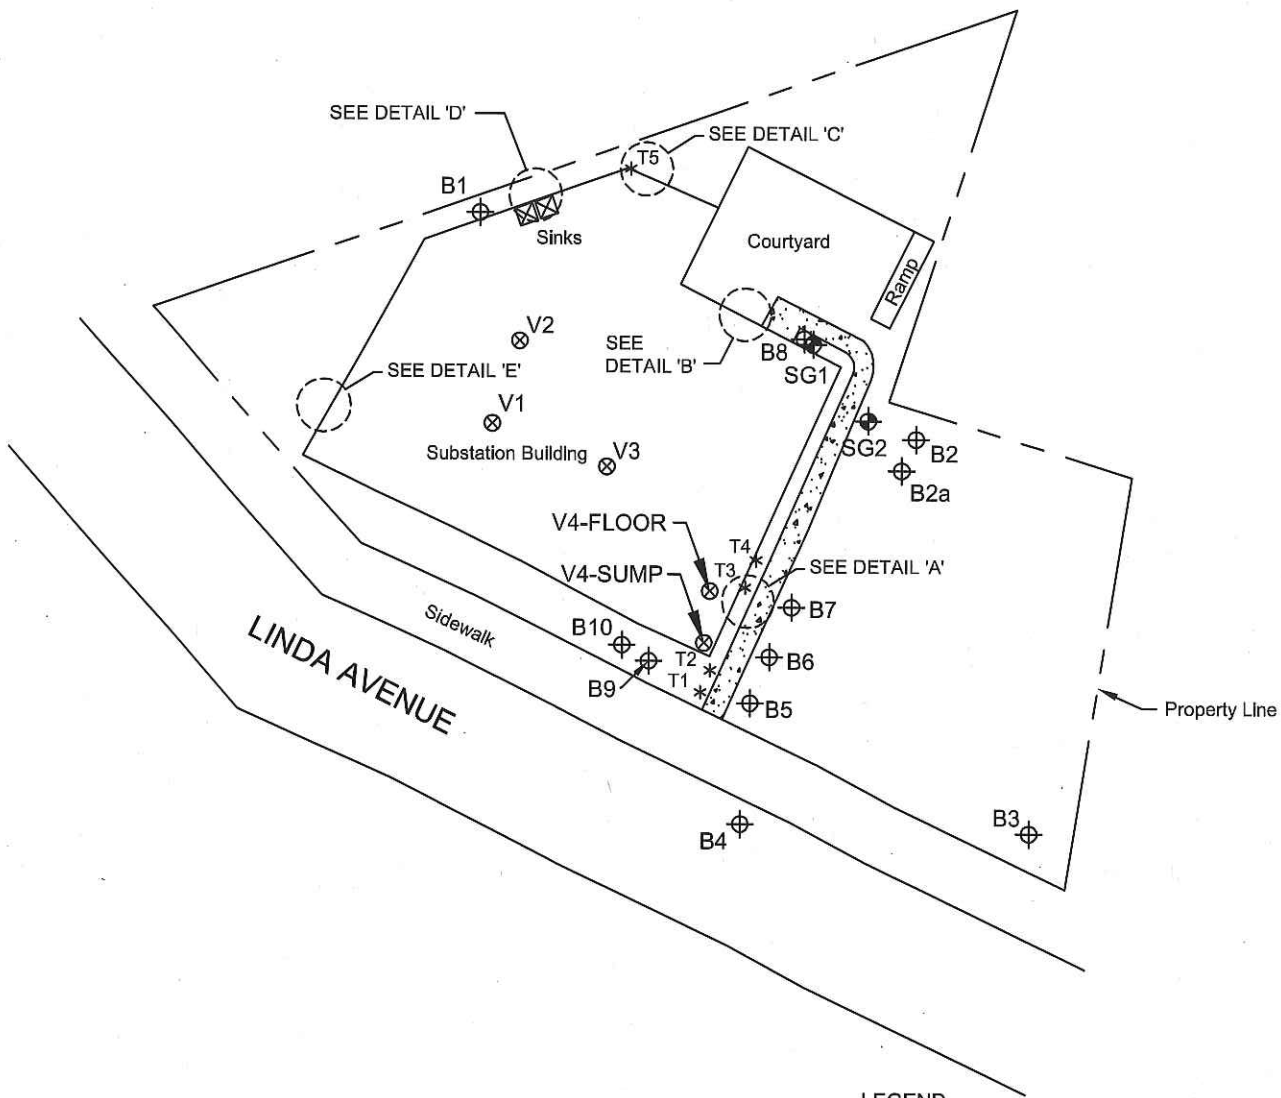 SEE DETAIL 'D'
SEE DETAIL 'C'
T5
B1
Sinks
Courtyard
Ramp
V2
SEE
DETAIL 'B'
B8
SG1
SEE DETAIL 'E'
V1
SG2
B2
Substation Building
V3
B2a
V4-FLOOR
T4
V4-SUMP
T3
SEE DETAIL 'A'
B7
Sidewalk
B10
LINDA AVENUE
T2
B6
B9
T1
B5
Property Line
B3
B4
LEGEND